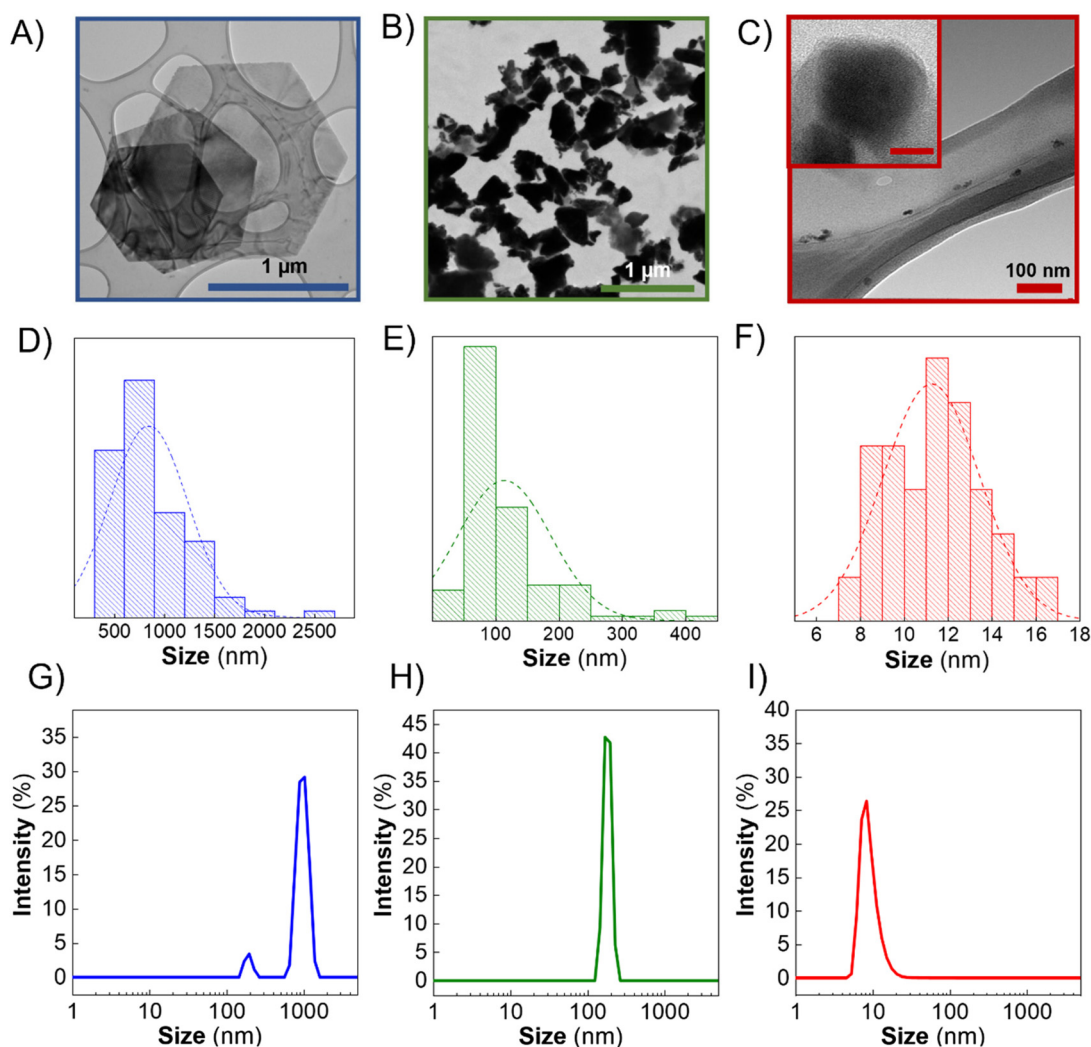 A)
B)
C)
1 µm
1 µm
100 nm
D)
E)
F)
500 1000 1500 2000 2500
100 200 300 400
6 8 10 12 14 16 18
Size (nm)
Size (nm)
Size (nm)
G)
H)
I)
35
30
25
20
15
10
5
0
Intensity (%)
1 10 100 1000
Size (nm)
45
40
35
30
25
20
15
10
5
0
Intensity (%)
1 10 100 1000
Size (nm)
40
35
30
25
20
15
10
5
0
Intensity (%)
1 10 100 1000
Size (nm)